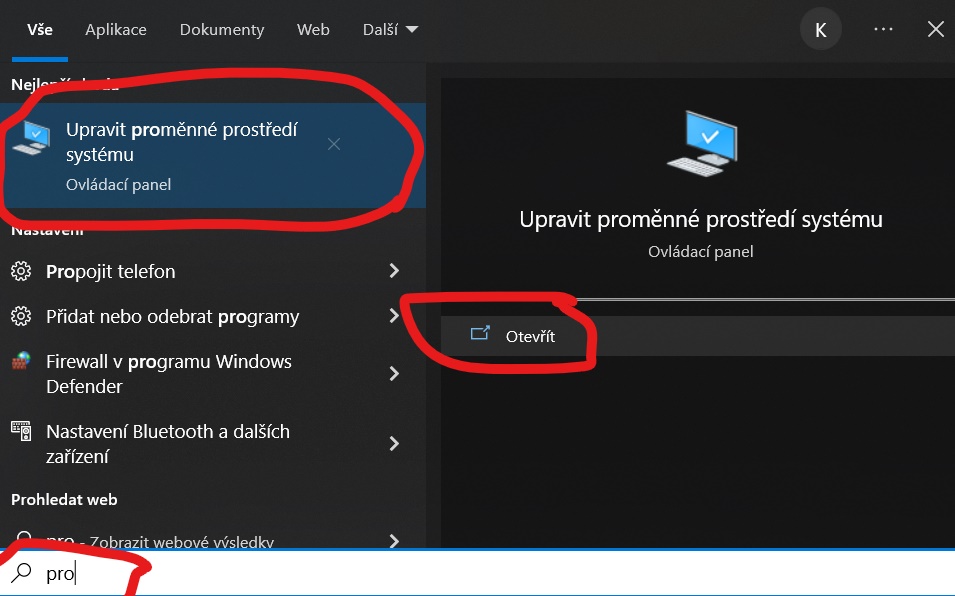 Vše Aplikace Dokumenty Web Další K
Upravit proměnné prostředí
systému
Ovládací panel
Nastavení
Propojit telefon
Přidat nebo odebrat programy
Firewall v programu Windows
Defender
Nastavení Bluetooth a dalších
zařízení
Prohledat web
pro - Zobrazit webové výsledky
pro
Upravit proměnné prostředí systému
Ovládací panel
Otevřít